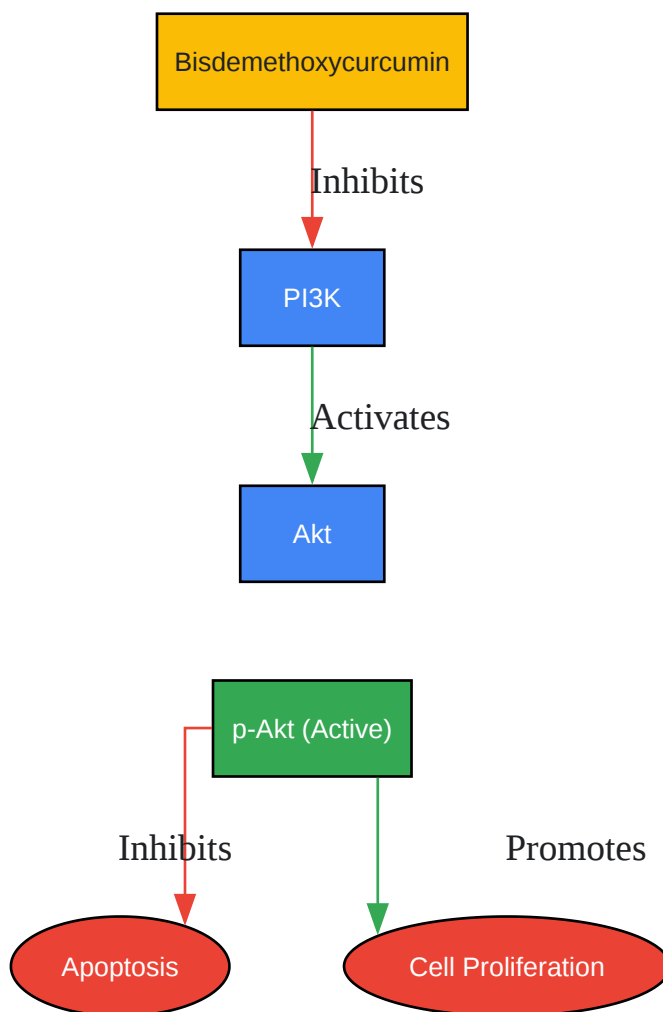 Bisdemethoxycurcumin
Inhibits
PI3K
Activates
Akt
p-Akt (Active)
Inhibits
Promotes
Apoptosis
Cell Proliferation